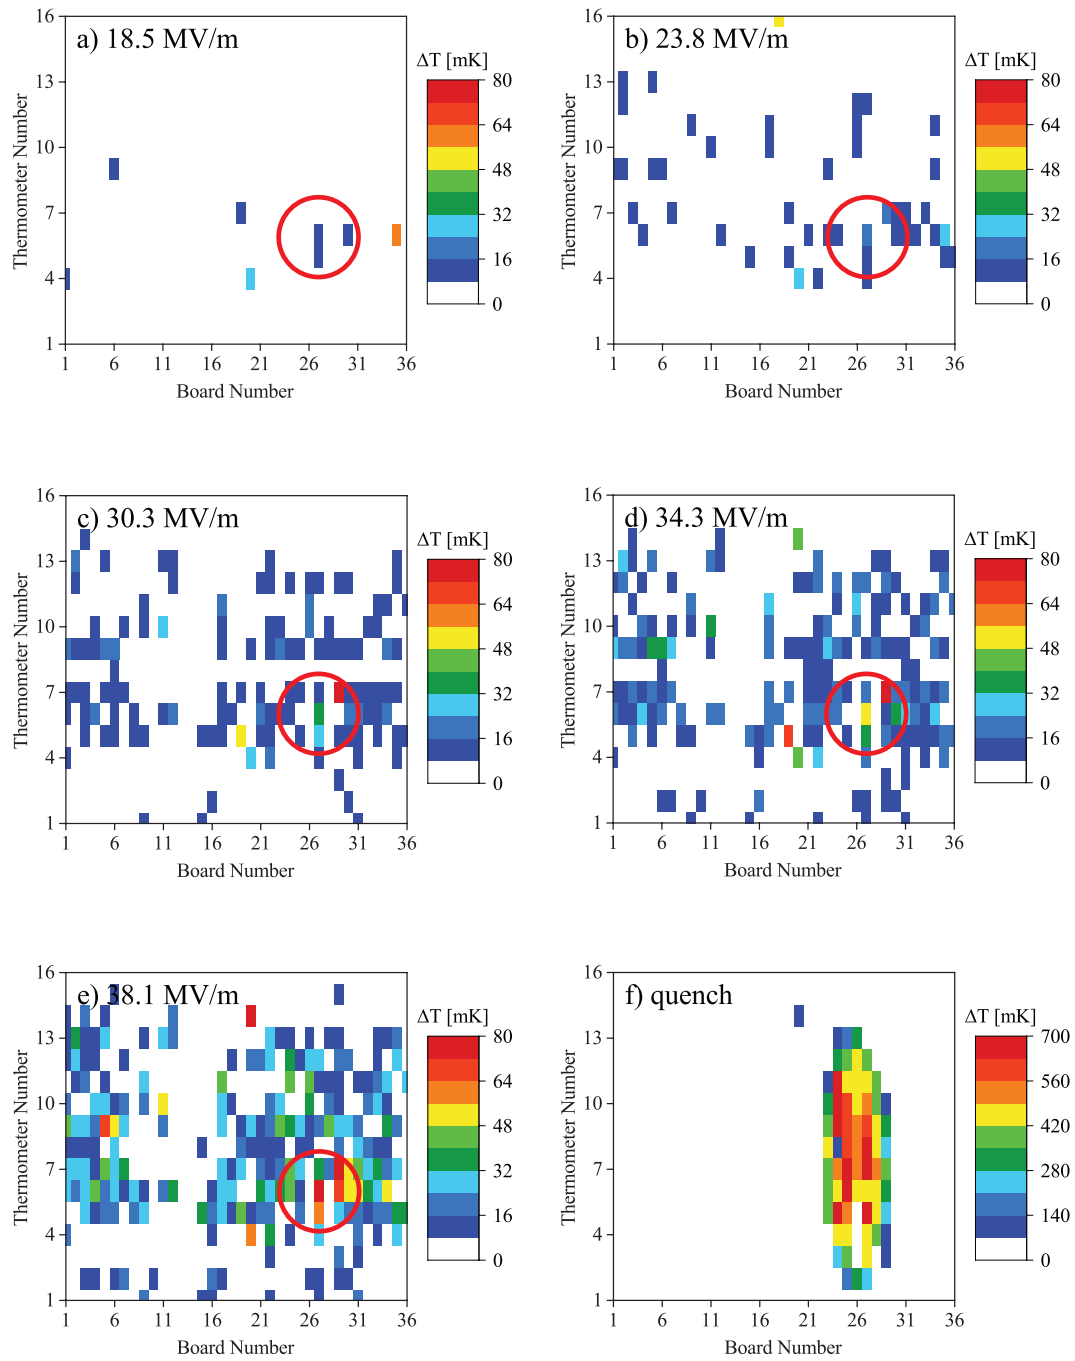 a) 18.5 MV/m
ΔT [mK]
80
64
48
32
16
0
Thermometer Number
16
13
10
7
4
1
1 6 11 16 21 26 31 36
Board Number
b) 23.8 MV/m
ΔT [mK]
80
64
48
32
16
0
Thermometer Number
16
13
10
7
4
1
1 6 11 16 21 26 31 36
Board Number
c) 30.3 MV/m
ΔT [mK]
80
64
48
32
16
0
Thermometer Number
16
13
10
7
4
1
1 6 11 16 21 26 31 36
Board Number
d) 34.3 MV/m
ΔT [mK]
80
64
48
32
16
0
Thermometer Number
16
13
10
7
4
1
1 6 11 16 21 26 31 36
Board Number
e) 38.1 MV/m
ΔT [mK]
80
64
48
32
16
0
Thermometer Number
16
13
10
7
4
1
1 6 11 16 21 26 31 36
Board Number
f) quench
ΔT [mK]
700
560
420
280
140
0
Thermometer Number
16
13
10
7
4
1
1 6 11 16 21 26 31 36
Board Number